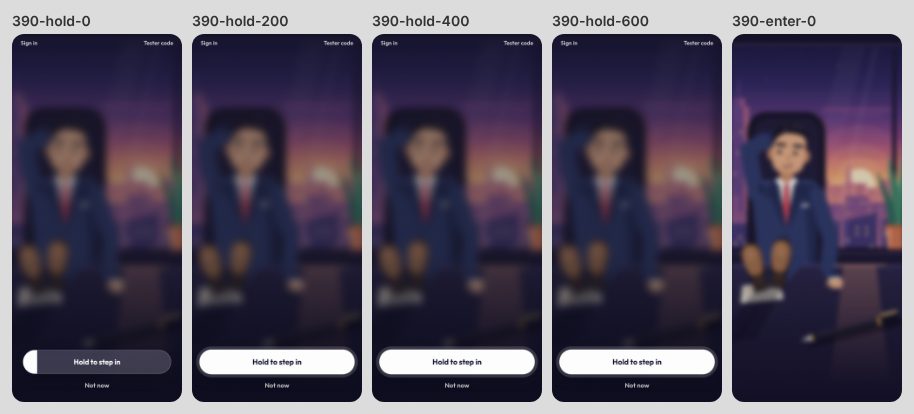 390-hold-0
390-hold-200
390-hold-400
390-hold-600
390-enter-0
Sign in
Tester code
Sign in
Tester code
Sign in
Tester code
Sign in
Tester code
Hold to step in
Hold to step in
Hold to step in
Hold to step in
Not now
Not now
Not now
Not now